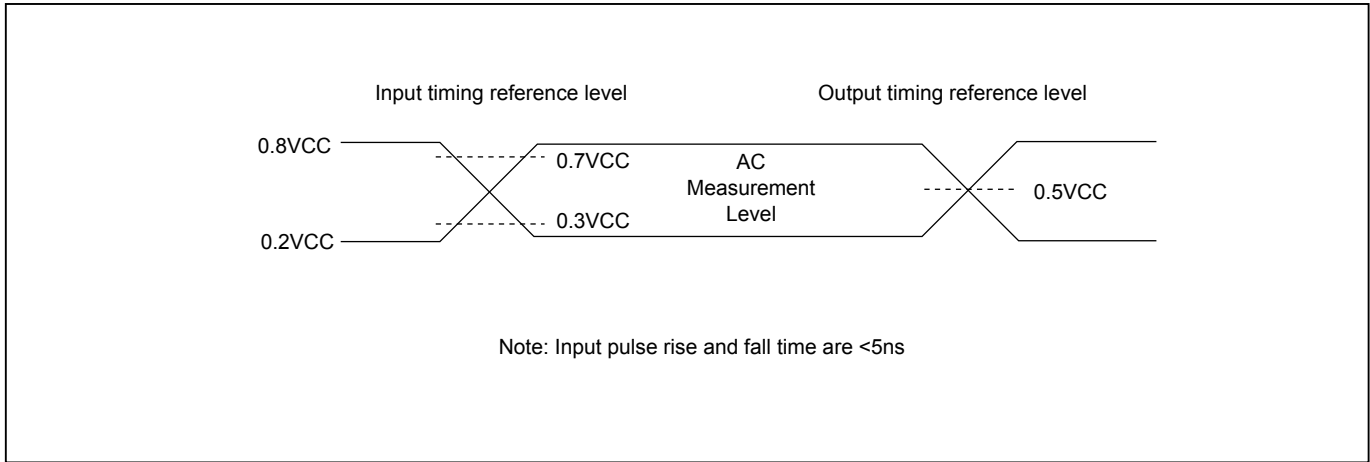 Input timing reference level
Output timing reference level
0.8VCC
0.7VCC
AC
Measurement
Level
0.5VCC
0.3VCC
0.2VCC
Note: Input pulse rise and fall time are <5ns